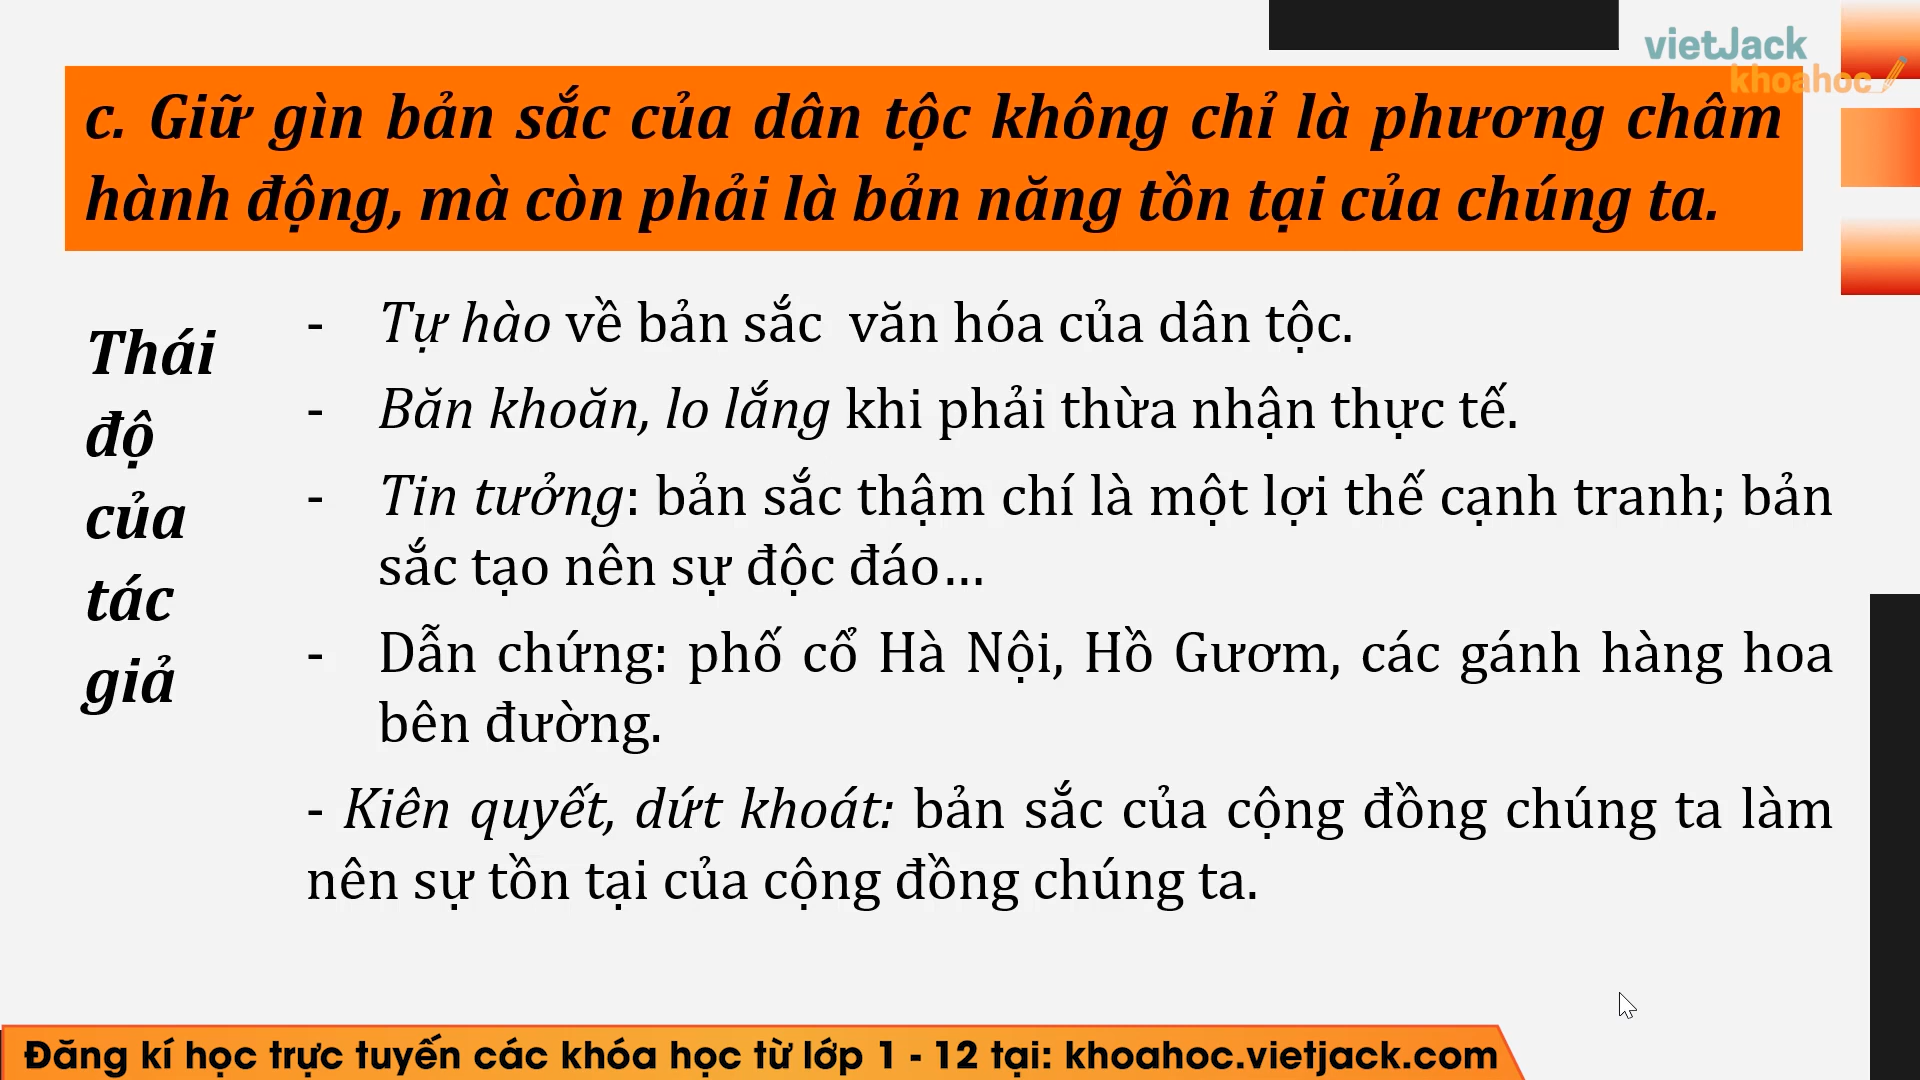 vietJack
khoahoc
c. Giữ gìn bản sắc của dân tộc không chỉ là phương châm
hành động, mà còn phải là bản năng tồn tại của chúng ta.
Thái
độ
của
tác
giả
- Tự hào về bản sắc văn hóa của dân tộc.
- Băn khoăn, lo lắng khi phải thừa nhận thực tế.
- Tin tưởng: bản sắc thậm chí là một lợi thế cạnh tranh; bản
sắc tạo nên sự độc đáo...
- Dẫn chứng: phố cổ Hà Nội, Hồ Gươm, các gánh hàng hoa
bên đường.
- Kiên quyết, dứt khoát: bản sắc của cộng đồng chúng ta làm
nên sự tồn tại của cộng đồng chúng ta.
Đăng kí học trực tuyến các khóa học từ lớp 1 - 12 tại: khoahoc.vietjack.com